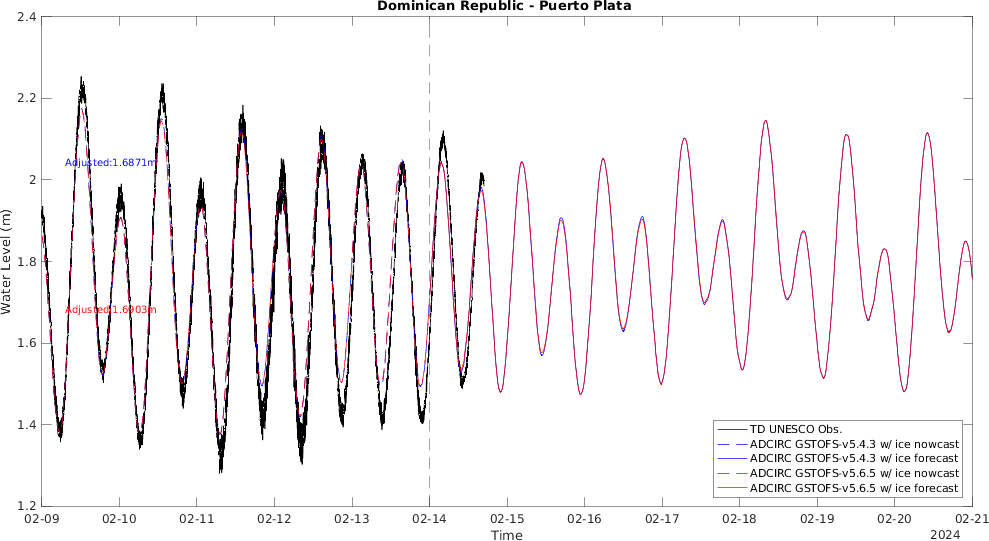 Dominican Republic - Puerto Plata
Water Level (m)
2.4
2.2
2
1.8
1.6
1.4
1.2
Adjusted:1.6871m
Adjusted:1.6903m
TD UNESCO Obs.
ADCIRC GSTOFS-v5.4.3 w/ ice nowcast
ADCIRC GSTOFS-v5.4.3 w/ ice forecast
ADCIRC GSTOFS-v5.6.5 w/ ice nowcast
ADCIRC GSTOFS-v5.6.5 w/ ice forecast
02-09 02-10 02-11 02-12 02-13 02-14 02-15 02-16 02-17 02-18 02-19 02-20 02-21
Time
2024